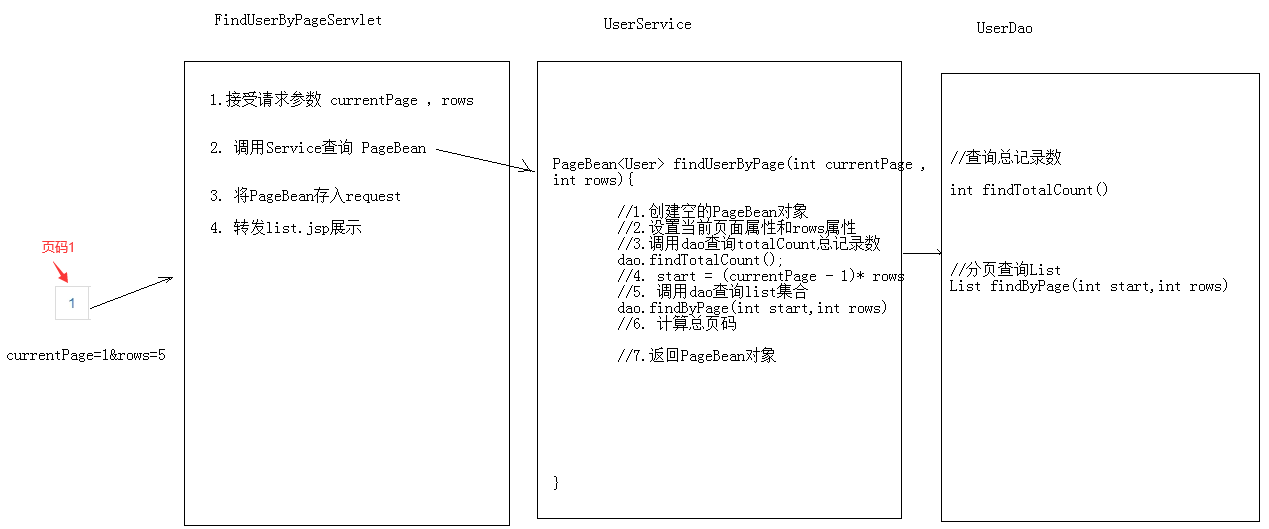 FindUserByPageServlet
UserService
UserDao
1.接受请求参数 currentPage , rows
2. 调用Service查询 PageBean
3. 将PageBean存入request
4. 转发list.jsp展示
页码1
1
currentPage=1&rows=5
PageBean<User> findUserByPage(int currentPage ,
int rows){
//1.创建空的PageBean对象
//2.设置当前页面属性和rows属性
//3.调用dao查询totalCount总记录数
dao.findTotalCount();
//4. start = (currentPage - 1)* rows
//5. 调用dao查询list集合
dao.findByPage(int start,int rows)
//6. 计算总页码
//7.返回PageBean对象
}
//查询总记录数
int findTotalCount()
//分页查询List
List findByPage(int start,int rows)